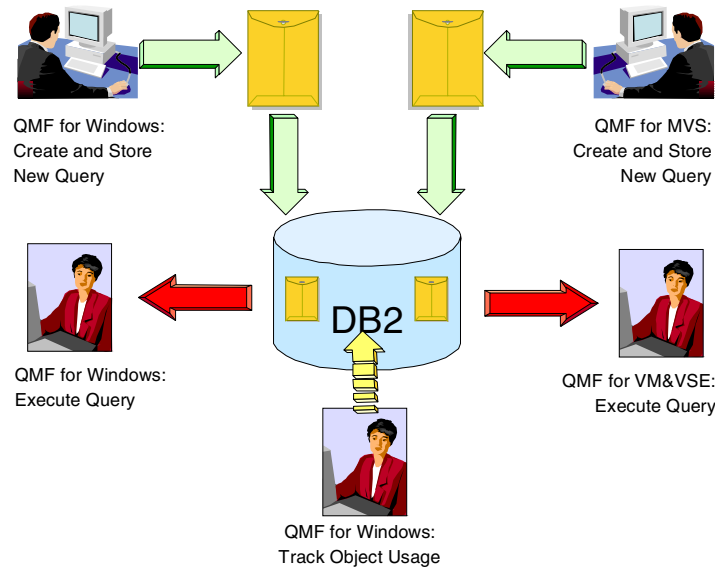 QMF for Windows:
Create and Store
New Query
QMF for MVS:
Create and Store
New Query
DB2
QMF for Windows:
Execute Query
QMF for VM&VSE:
Execute Query
QMF for Windows:
Track Object Usage